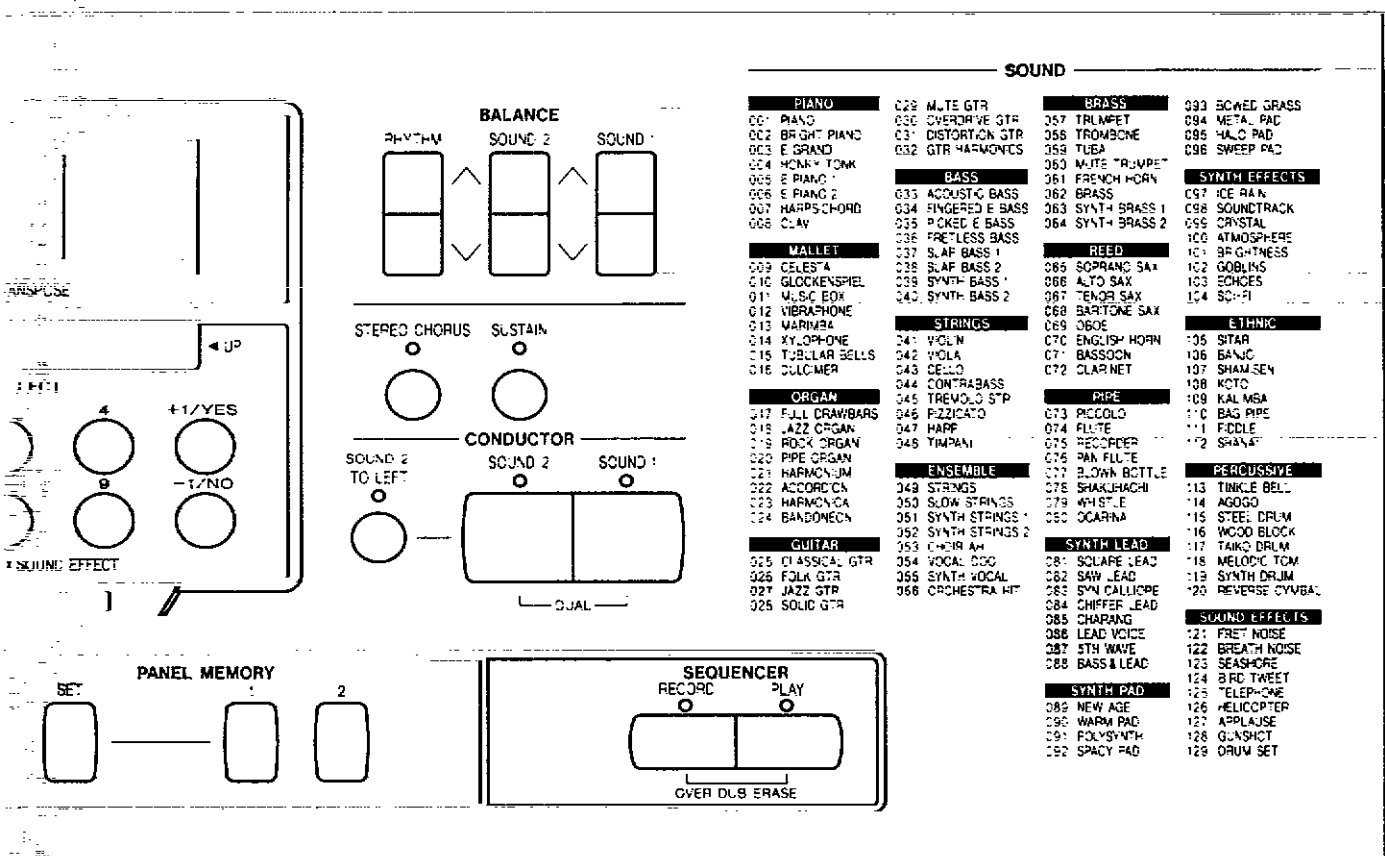 SOUND
BALANCE
RHYTHM SOUND 2 SOUND 1
ANSPOSE
STEREO CHORUS SUSTAIN
◄ UP
4 +1/YES
9 -1/NO
SOUND EFFECT
CONDUCTOR
SOUND 2 TO LEFT
SOUND 2 SOUND 1
DUAL
PANEL MEMORY
SET 1 2
SEQUENCER
RECORD PLAY
OVER DUB ERASE
PIANO
001 PIANO
002 BRIGHT PIANO
003 E GRAND
004 HONKY TONK
005 E PIANO 1
006 E PIANO 2
007 HARPSICHORD
008 CLAV
MALLET
009 CELESTA
010 GLOCKENSPIEL
011 MUSIC BOX
012 VIBRAPHONE
013 MARIMBA
014 XYLOPHONE
015 TUBULAR BELLS
016 DULCIMER
ORGAN
017 FULL DRAWBARS
018 JAZZ ORGAN
019 ROCK ORGAN
020 PIPE ORGAN
021 HARMONIUM
022 ACCORDION
023 HARMONICA
024 BANDONEON
GUITAR
025 CLASSICAL GTR
026 FOLK GTR
027 JAZZ GTR
028 SOLID GTR
029 MUTE GTR
030 OVERDRIVE GTR
031 DISTORTION GTR
032 GTR HARMONICS
BASS
033 ACOUSTIC BASS
034 FINGERED E BASS
035 PICKED E BASS
036 FRETLESS BASS
037 SLAP BASS 1
038 SLAP BASS 2
039 SYNTH BASS 1
040 SYNTH BASS 2
STRINGS
041 VIOLIN
042 VIOLA
043 CELLO
044 CONTRABASS
045 TREMOLO STR
046 PIZZICATO
047 HARP
048 TIMPANI
ENSEMBLE
049 STRINGS
050 SLOW STRINGS
051 SYNTH STRINGS 1
052 SYNTH STRINGS 2
053 CHOIR AH
054 VOCAL DOO
055 SYNTH VOCAL
056 ORCHESTRA HIT
BRASS
057 TRUMPET
058 TROMBONE
059 TUBA
060 MUTE TRUMPET
061 FRENCH HORN
062 BRASS
063 SYNTH BRASS 1
064 SYNTH BRASS 2
REED
065 SOPRANO SAX
066 ALTO SAX
067 TENOR SAX
068 BARITONE SAX
069 OBOE
070 ENGLISH HORN
071 BASSOON
072 CLARINET
PIPE
073 PICCOLO
074 FLUTE
075 RECORDER
076 PAN FLUTE
077 BLOWN BOTTLE
078 SHAKUHACHI
079 WHISTLE
080 OCARINA
SYNTH LEAD
081 SQUARE LEAD
082 SAW LEAD
083 SYN CALLIOPE
084 CHIFFER LEAD
085 CHARANG
086 LEAD VOICE
087 5TH WAVE
088 BASS & LEAD
SYNTH PAD
089 NEW AGE
090 WARM PAD
091 POLYSYNTH
092 SPACY PAD
093 BOWED GRASS
094 METAL PAD
095 HALO PAD
096 SWEEP PAD
SYNTH EFFECTS
097 ICE RAIN
098 SOUNDTRACK
099 CRYSTAL
100 ATMOSPHERE
101 BRIGHTNESS
102 GOBLINS
103 ECHOES
104 SCI-FI
ETHNIC
105 SITAR
106 BANJO
107 SHAMISEN
108 KOTO
109 KALIMBA
110 BAG PIPE
111 FIDDLE
112 SHANAI
PERCUSSIVE
113 TINKLE BELL
114 AGOGO
115 STEEL DRUM
116 WOOD BLOCK
117 TAIKO DRUM
118 MELODIC TOM
119 SYNTH DRUM
120 REVERSE CYMBAL
SOUND EFFECTS
121 FRET NOISE
122 BREATH NOISE
123 SEASHORE
124 BIRD TWEET
125 TELEPHONE
126 HELICOPTER
127 APPLAUSE
128 GUNSHOT
129 DRUM SET